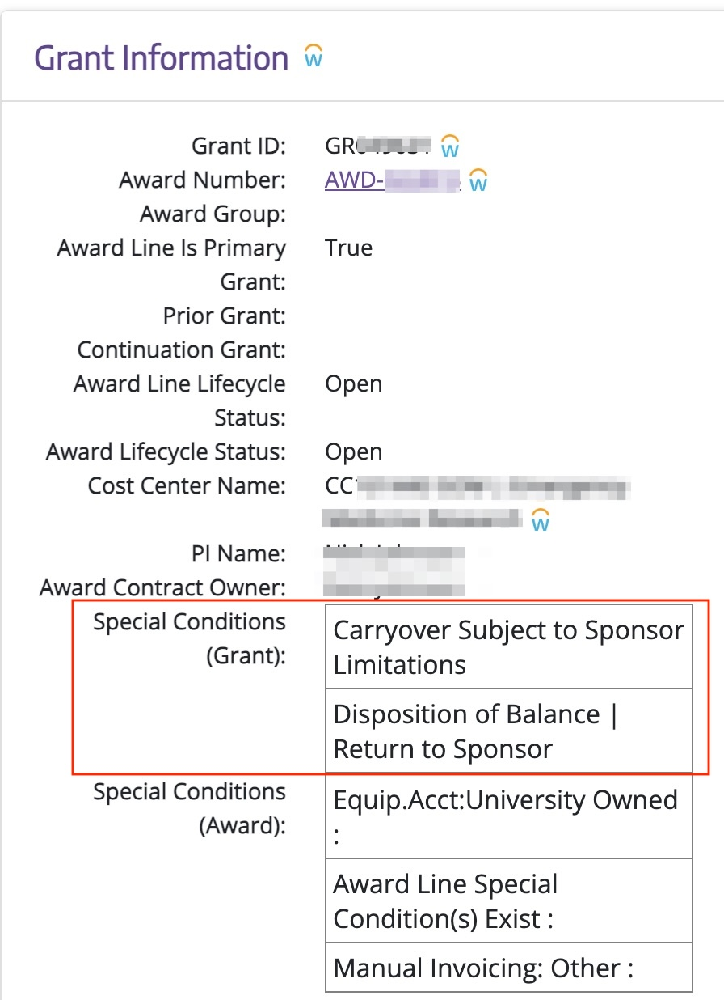 Grant Information W
Grant ID: GR W
Award Number: AWD- W
Award Group:
Award Line Is Primary True
Grant:
Prior Grant:
Continuation Grant:
Award Line Lifecycle Open
Status:
Award Lifecycle Status: Open
Cost Center Name: CC
W
PI Name:
Award Contract Owner:
Special Conditions
(Grant):
Carryover Subject to Sponsor
Limitations
Disposition of Balance |
Return to Sponsor
Special Conditions
(Award):
Equip.Acct:University Owned
:
Award Line Special
Condition(s) Exist :
Manual Invoicing: Other :